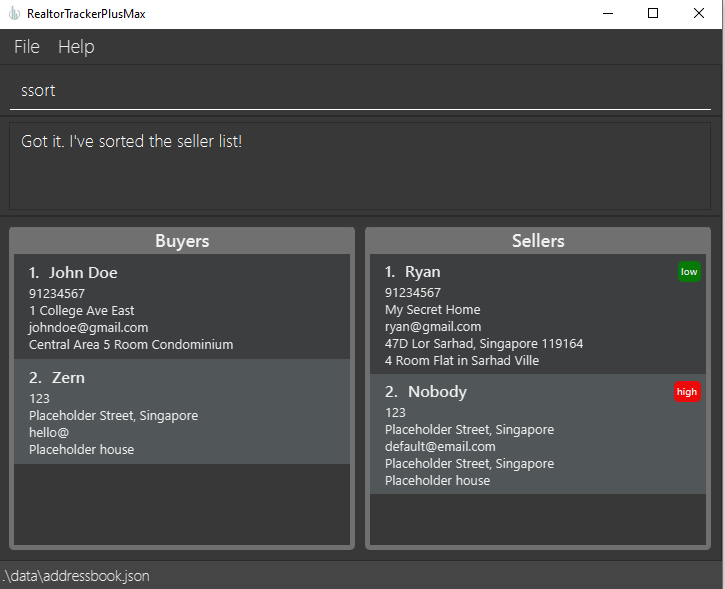 RealtorTrackerPlusMax
File Help
ssort
Got it. I've sorted the seller list!
Buyers
1. John Doe
91234567
1 College Ave East
johndoe@gmail.com
Central Area 5 Room Condominium
2. Zern
123
Placeholder Street, Singapore
hello@
Placeholder house
Sellers
1. Ryan
low
91234567
My Secret Home
ryan@gmail.com
47D Lor Sarhad, Singapore 119164
4 Room Flat in Sarhad Ville
2. Nobody
high
123
Placeholder Street, Singapore
default@email.com
Placeholder Street, Singapore
Placeholder house
.\data\addressbook.json